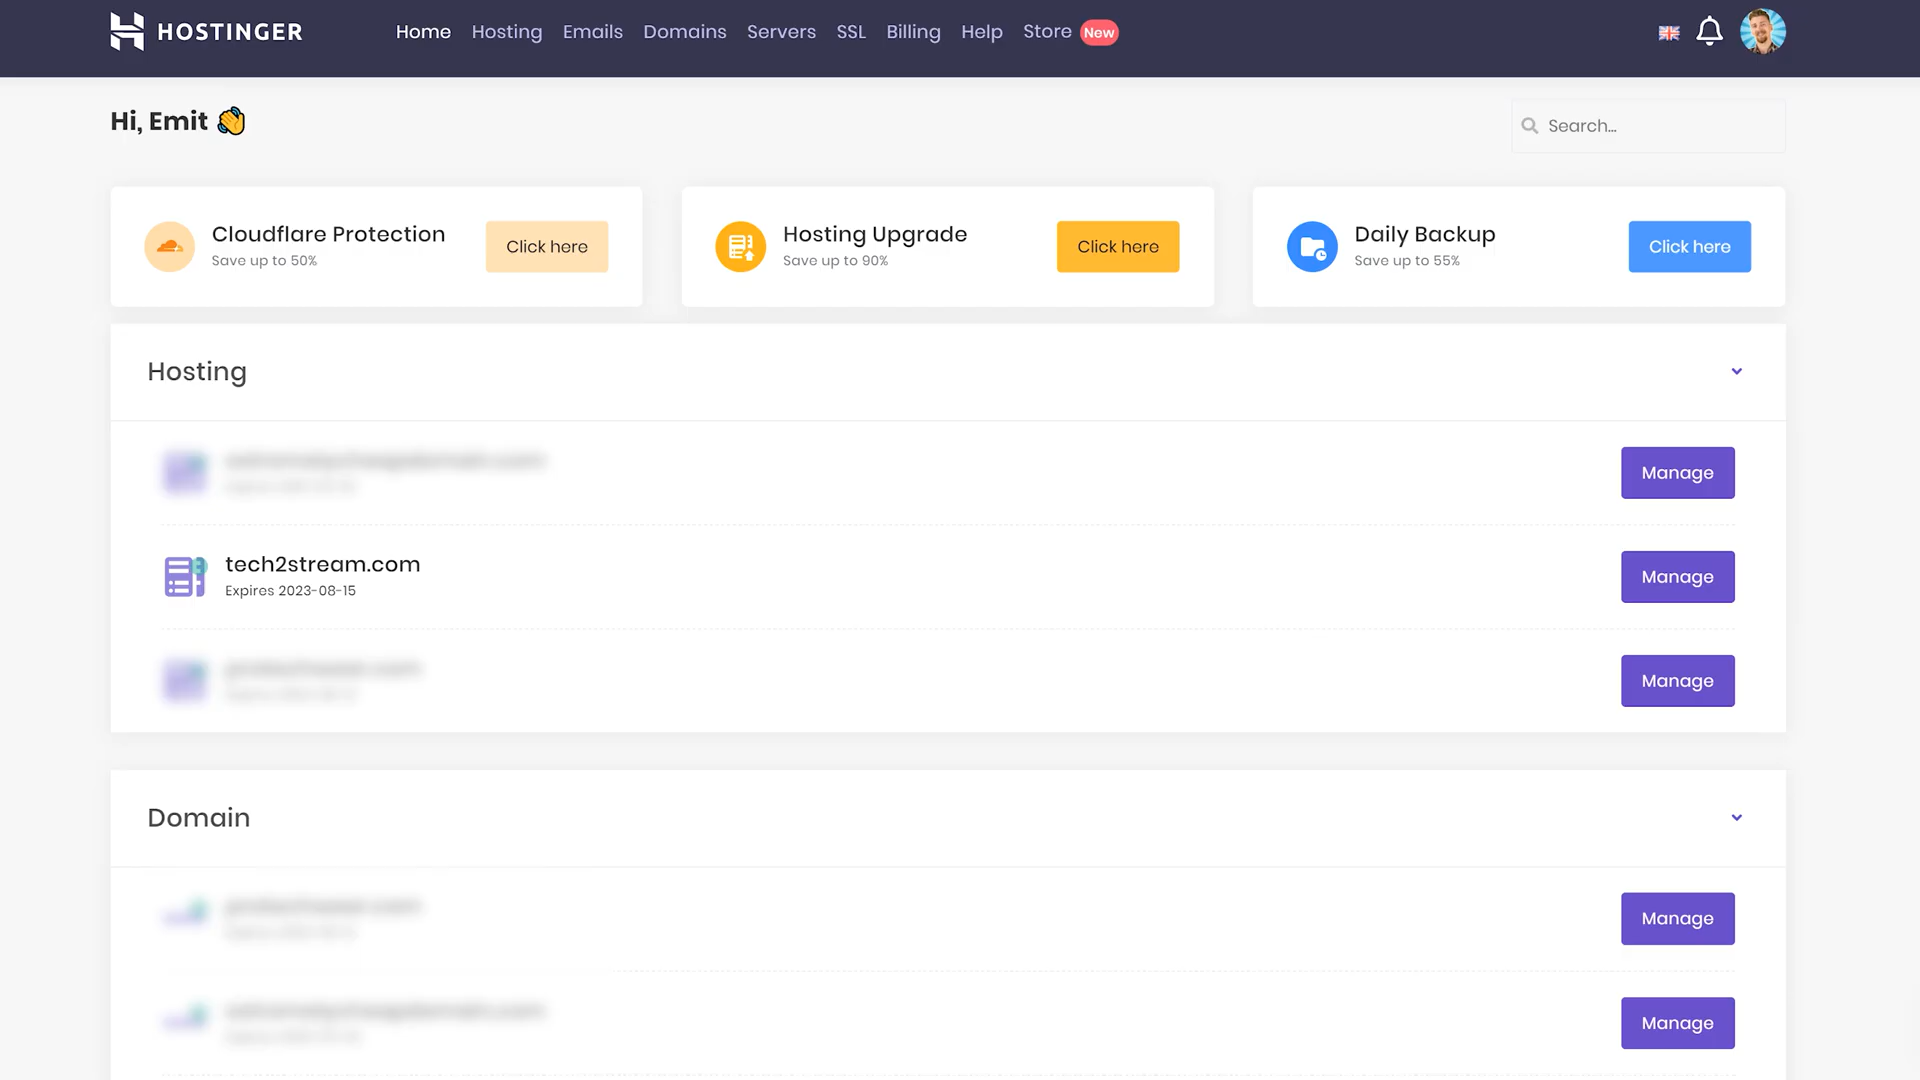 HOSTINGER
Home Hosting Emails Domains Servers SSL Billing Help Store New
Hi, Emit
Search...
Cloudflare Protection
Save up to 50%
Click here
Hosting Upgrade
Save up to 90%
Click here
Daily Backup
Save up to 55%
Click here
Hosting
Manage
tech2stream.com
Expires 2023-08-15
Manage
Manage
Domain
Manage
Manage